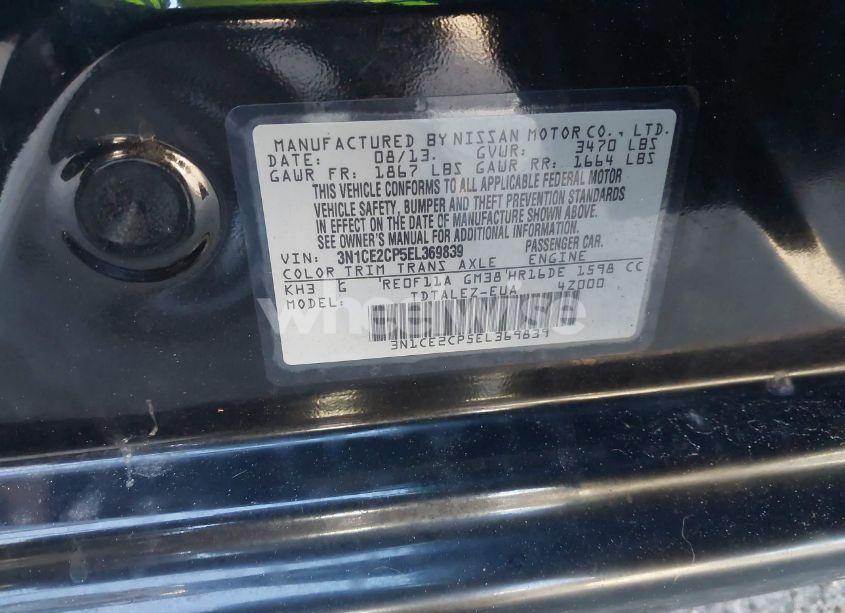 MANUFACTURED BY NISSAN MOTOR CO., LTD.
DATE: 08/13. GVWR: 3470 LBS
GAWR FR: 1867 LBS GAWR RR: 1664 LBS
THIS VEHICLE CONFORMS TO ALL APPLICABLE FEDERAL MOTOR
VEHICLE SAFETY, BUMPER AND THEFT PREVENTION STANDARDS
IN EFFECT ON THE DATE OF MANUFACTURE SHOWN ABOVE.
SEE OWNER'S MANUAL FOR ADDITIONAL INFORMATION.
VIN: 3N1CE2CP5EL369839 PASSENGER CAR.
COLOR TRIM TRANS AXLE ENGINE
KH3 G RE0F11A GM38 HR16DE 1598 CC
MODEL: TDTALEZ-EUA 4Z000
wheelwise
3N1CE2CP5EL369839